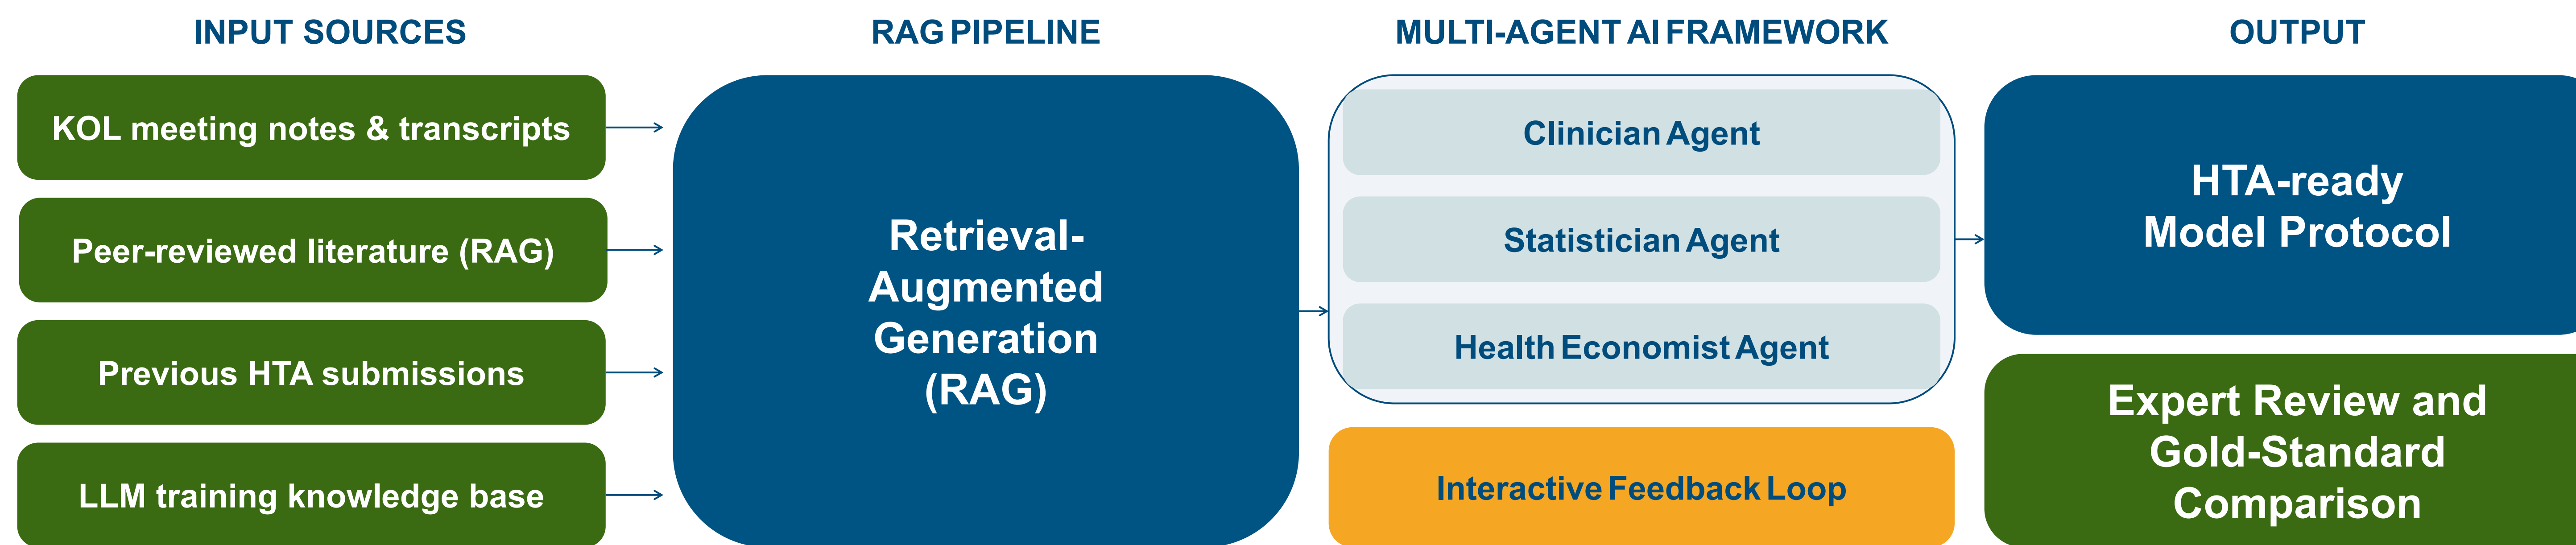 INPUT SOURCES
KOL meeting notes & transcripts
Peer-reviewed literature (RAG)
Previous HTA submissions
LLM training knowledge base
RAG PIPELINE
Retrieval-
Augmented
Generation
(RAG)
MULTI-AGENT AI FRAMEWORK
Clinician Agent
Statistician Agent
Health Economist Agent
Interactive Feedback Loop
OUTPUT
HTA-ready
Model Protocol
Expert Review and
Gold-Standard
Comparison